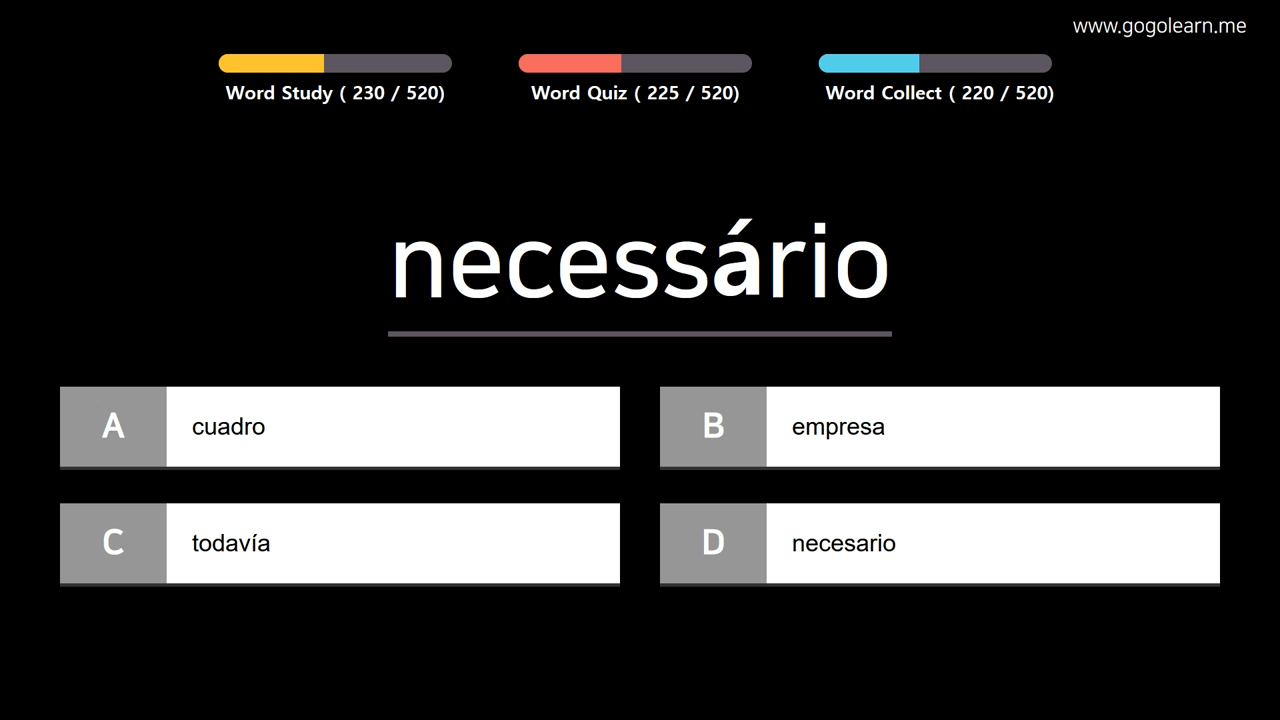 www.gogolearn.me
Word Study ( 230 / 520)
Word Quiz ( 225 / 520)
Word Collect ( 220 / 520)
necessário
A cuadro
B empresa
C todavía
D necesario